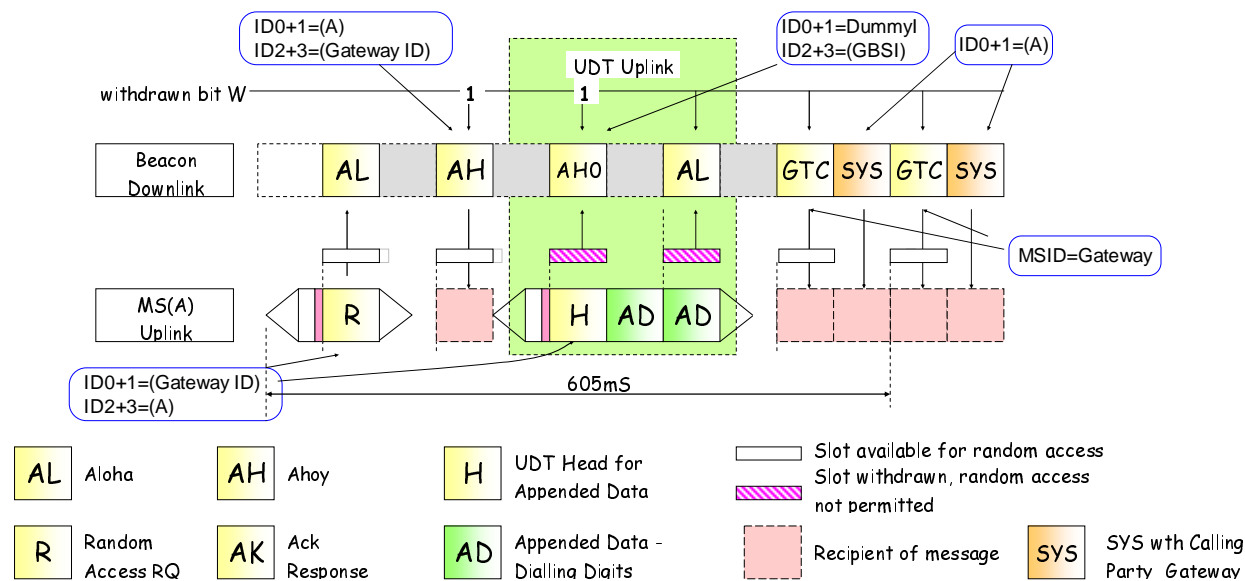 ID0+1=(A)
ID2+3=(Gateway ID)
ID0+1=DummyI
ID2+3=(GBSI)
ID0+1=(A)
UDT Uplink
withdrawn bit W
1
1
Beacon
Downlink
AL
AH
AH0
AL
GTC
SYS
GTC
SYS
MSID=Gateway
MS(A)
Uplink
R
H
AD
AD
ID0+1=(Gateway ID)
ID2+3=(A)
605mS
AL
Aloha
AH
Ahoy
H
UDT Head for
Appended Data
Slot available for random access
Slot withdrawn, random access
not permitted
R
Random
Access RQ
AK
Ack
Response
AD
Appended Data -
Dialling Digits
Recipient of message
SYS
SYS wth Calling
Party Gateway